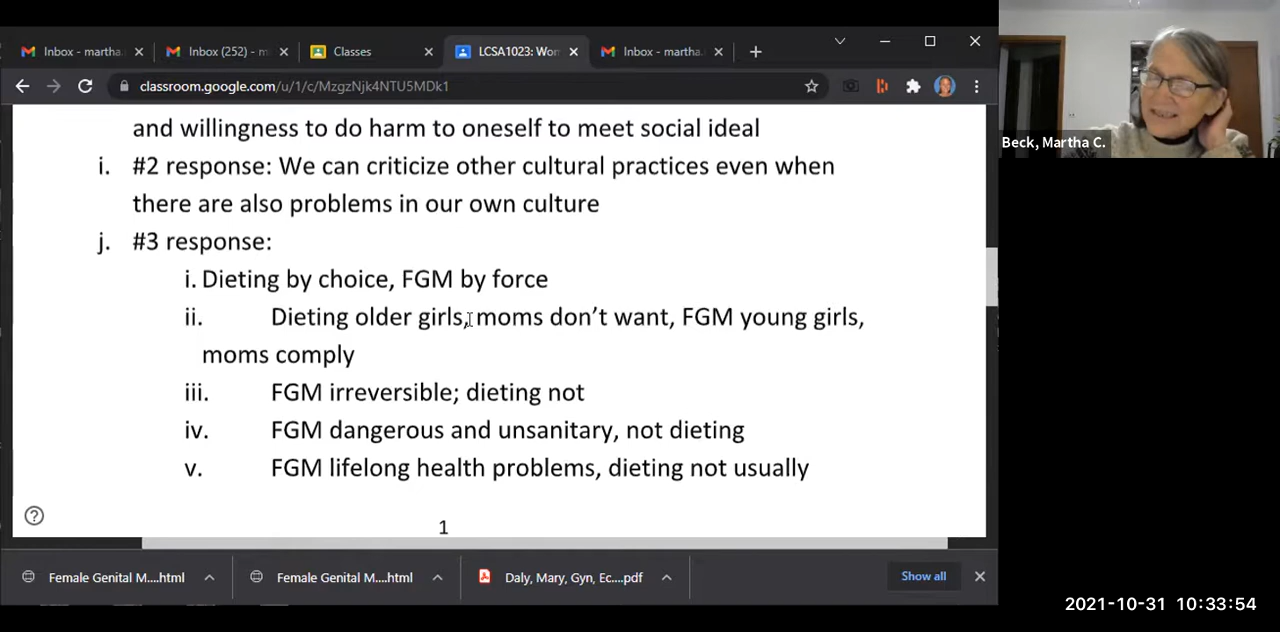 Inbox - martha.
Inbox (252) - m
Classes
LCSA1023: Wom
Inbox - martha.
classroom.google.com/u/1/c/MzgzNjk4NTU5MDk1
Beck, Martha C.
and willingness to do harm to oneself to meet social ideal
i. #2 response: We can criticize other cultural practices even when
there are also problems in our own culture
j. #3 response:
i. Dieting by choice, FGM by force
ii. Dieting older girls, moms don’t want, FGM young girls,
moms comply
iii. FGM irreversible; dieting not
iv. FGM dangerous and unsanitary, not dieting
v. FGM lifelong health problems, dieting not usually
1
Female Genital M....html
Female Genital M....html
Daly, Mary, Gyn, Ec....pdf
Show all
2021-10-31 10:33:54